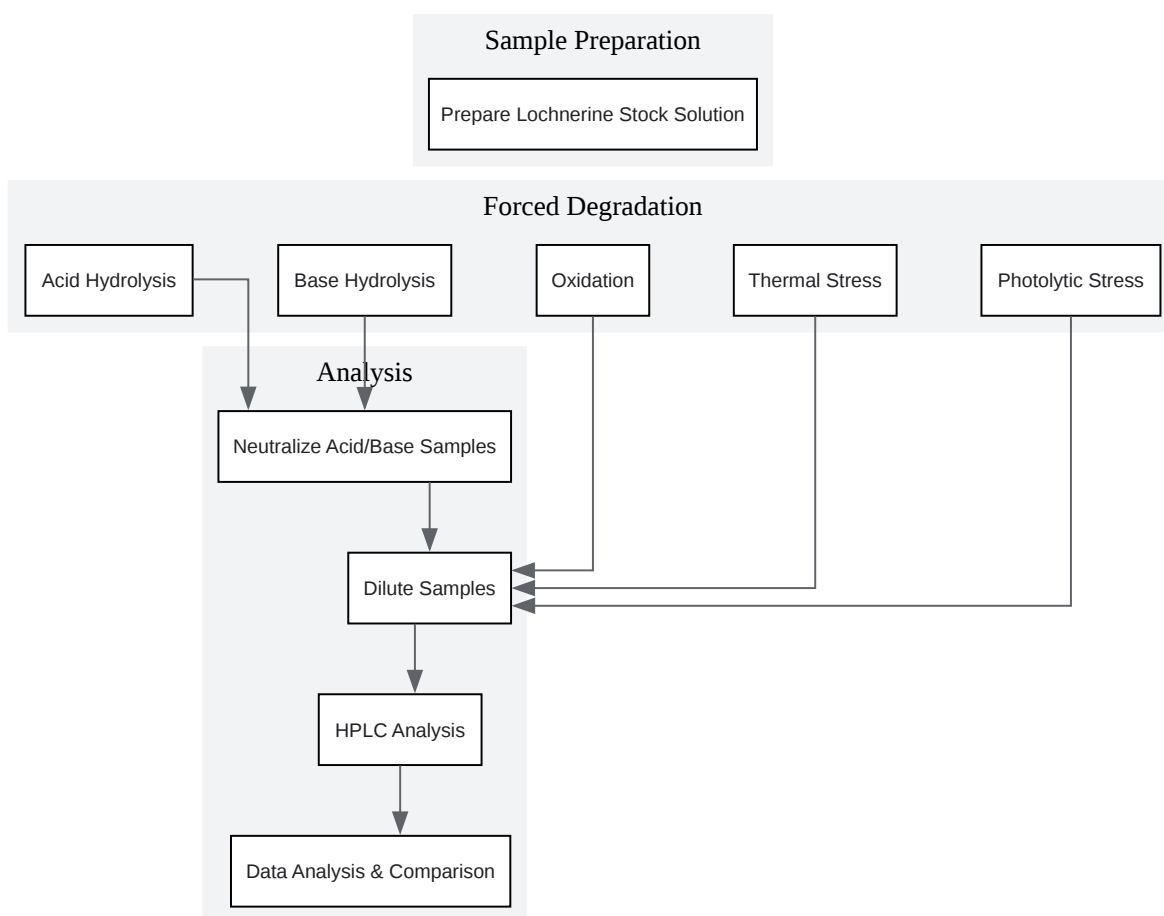 Sample Preparation
Prepare Lochnerine Stock Solution
Forced Degradation
Acid Hydrolysis
Base Hydrolysis
Oxidation
Thermal Stress
Photolytic Stress
Analysis
Neutralize Acid/Base Samples
Dilute Samples
HPLC Analysis
Data Analysis & Comparison